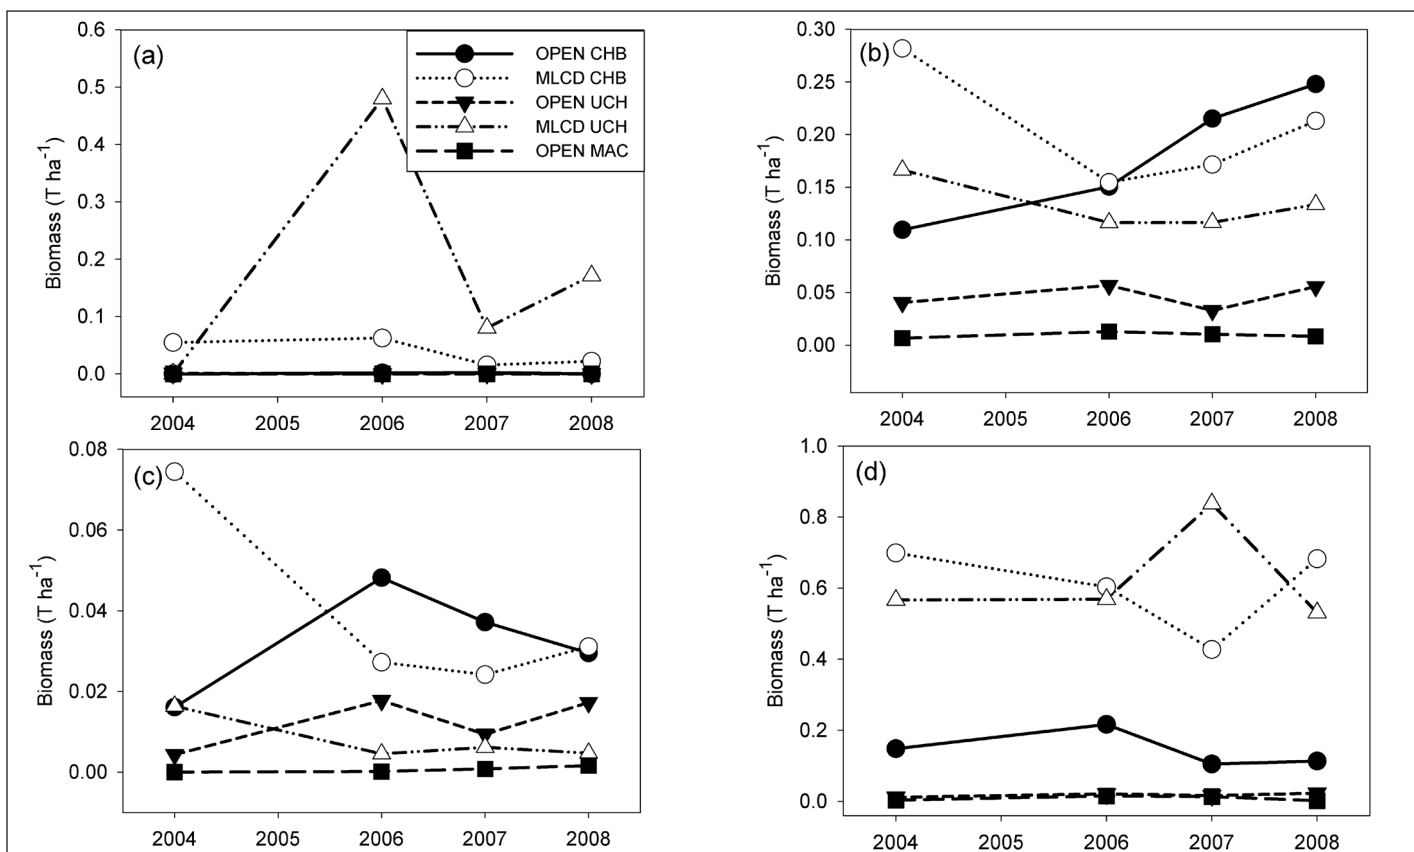 (a)
Biomass (T ha⁻¹)
0.6
0.5
0.4
0.3
0.2
0.1
0.0
2004 2005 2006 2007 2008
OPEN CHB
MLCD CHB
OPEN UCH
MLCD UCH
OPEN MAC
(b)
Biomass (T ha⁻¹)
0.30
0.25
0.20
0.15
0.10
0.05
0.00
2004 2005 2006 2007 2008
(c)
Biomass (T ha⁻¹)
0.08
0.06
0.04
0.02
0.00
2004 2005 2006 2007 2008
(d)
Biomass (T ha⁻¹)
1.0
0.8
0.6
0.4
0.2
0.0
2004 2005 2006 2007 2008